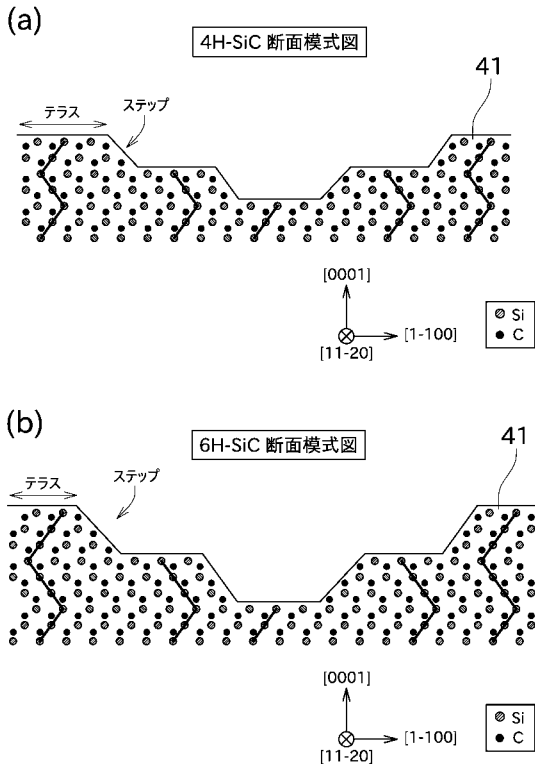 (a)
4H-SiC 断面模式図
41
テラス
ステップ
[0001]
[1-100]
[11-20]
Si
C
(b)
6H-SiC 断面模式図
41
テラス
ステップ
[0001]
[1-100]
[11-20]
Si
C